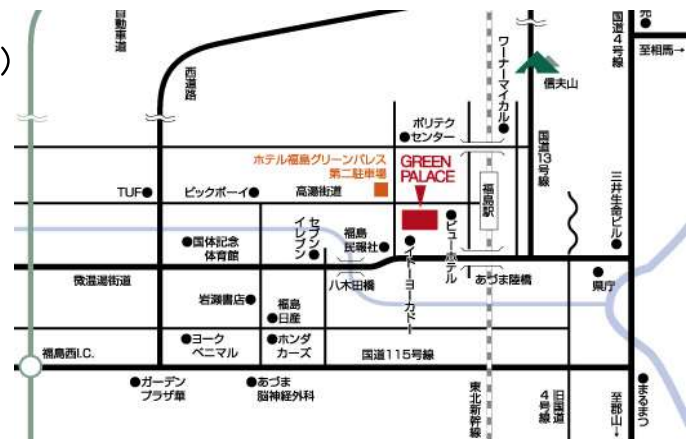 自動車道
)
西道路
ワーナーマイカル
国道4号線
至相馬→
信夫山
ポリテク
センター
国道13号線
ホテル福島グリーンパレス
第二駐車場
GREEN
PALACE
TUF
ビックボーイ
高湯街道
福島駅
三井生命ビル
国体記念
体育館
セブン
イレブン
福島
民報社
イトーヨーカドー
ビューホテル
微湿湯街道
八木田橋
あづま陸橋
県庁
岩瀬書店
福島
日産
ヨーク
ベニマル
ホンダ
カーズ
福島西I.C.
国道115号線
ガーデン
プラザ華
あづま
脳神経外科
東北新幹線
旧国道
4号線
至郡山→
まるまつ